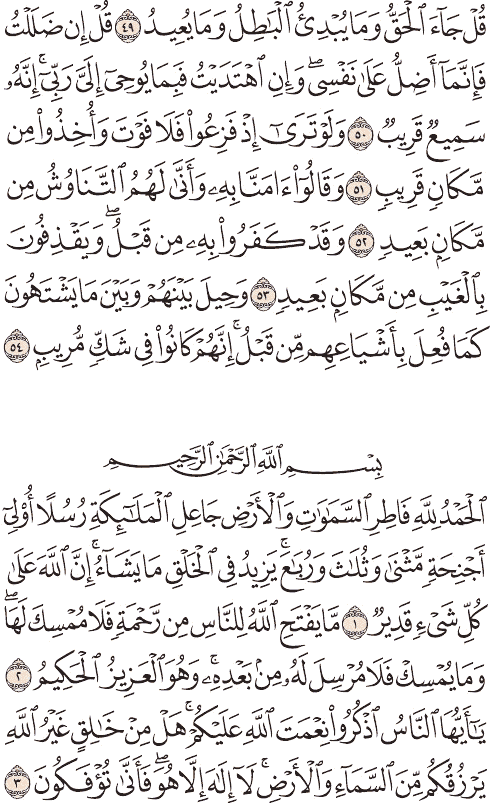 قُلْ جَآءَ ٱلْحَقُّ وَمَا يُبْدِئُ ٱلْبَٰطِلُ وَمَا يُعِيدُ ٤٩ قُلْ إِن ضَلَلْتُ
فَإِنَّمَآ أَضِلُّ عَلَىٰ نَفْسِى ۖ وَإِنِ ٱهْتَدَيْتُ فَبِمَا يُوحِىٓ إِلَىَّ رَبِّىٓ ۚ إِنَّهُۥ
سَمِيعٌ قَرِيبٌ ٥٠ وَلَوْ تَرَىٰٓ إِذْ فَزِعُوا۟ فَلَا فَوْتَ وَأُخِذُوا۟ مِن
مَّكَانٍ قَرِيبٍ ٥١ وَقَالُوٓا۟ ءَامَنَّا بِهِۦ وَأَنَّىٰ لَهُمُ ٱلتَّنَاوُشُ مِن
مَّكَانٍۭ بَعِيدٍ ٥٢ وَقَدْ كَفَرُوا۟ بِهِۦ مِن قَبْلُ ۖ وَيَقْذِفُونَ
بِٱلْغَيْبِ مِن مَّكَانٍۭ بَعِيدٍ ٥٣ وَحِيلَ بَيْنَهُمْ وَبَيْنَ مَا يَشْتَهُونَ
كَمَا فُعِلَ بِأَشْيَاعِهِم مِّن قَبْلُ ۚ إِنَّهُمْ كَانُوا۟ فِى شَكٍّ مُّرِيبٍۭ ٥٤
بِسْمِ ٱللَّهِ ٱلرَّحْمَٰنِ ٱلرَّحِيمِ
ٱلْحَمْدُ لِلَّهِ فَاطِرِ ٱلسَّمَٰوَٰتِ وَٱلْأَرْضِ جَاعِلِ ٱلْمَلَٰٓئِكَةِ رُسُلًا أُو۟لِىٓ
أَجْنِحَةٍ مَّثْنَىٰ وَثُلَٰثَ وَرُبَٰعَ ۚ يَزِيدُ فِى ٱلْخَلْقِ مَا يَشَآءُ ۚ إِنَّ ٱللَّهَ عَلَىٰ
كُلِّ شَىْءٍ قَدِيرٌ ١ مَّا يَفْتَحِ ٱللَّهُ لِلنَّاسِ مِن رَّحْمَةٍ فَلَا مُمْسِكَ لَهَا ۖ
وَمَا يُمْسِكْ فَلَا مُرْسِلَ لَهُۥ مِنۢ بَعْدِهِۦ ۚ وَهُوَ ٱلْعَزِيزُ ٱلْحَكِيمُ ٢
يَٰٓأَيُّهَا ٱلنَّاسُ ٱذْكُرُوا۟ نِعْمَتَ ٱللَّهِ عَلَيْكُمْ ۚ هَلْ مِنْ خَٰلِقٍ غَيْرُ ٱللَّهِ
يَرْزُقُكُم مِّنَ ٱلسَّمَآءِ وَٱلْأَرْضِ ۚ لَآ إِلَٰهَ إِلَّا هُوَ ۖ فَأَنَّىٰ تُؤْفَكُونَ ٣